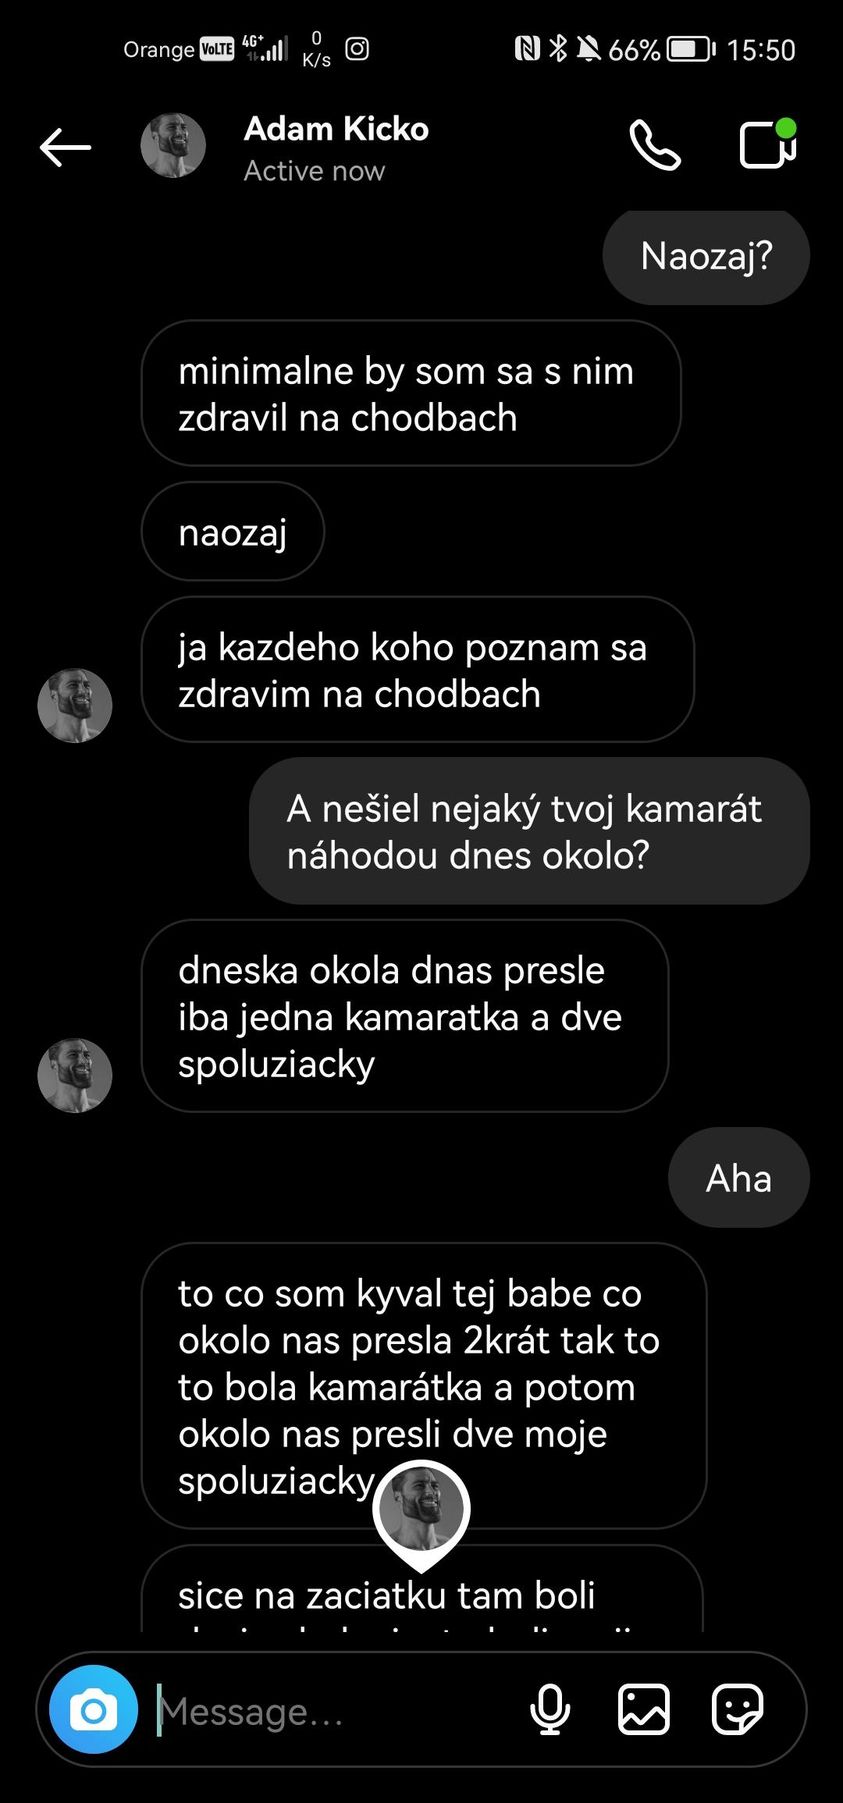 Orange VoLTE 4G+ 0 K/s 66% 15:50
Adam Kicko
Active now
Naozaj?
minimalne by som sa s nim
zdravil na chodbach
naozaj
ja kazdeho koho poznam sa
zdravim na chodbach
A nešiel nejaký tvoj kamarát
náhodou dnes okolo?
dneska okola dnas presle
iba jedna kamaratka a dve
spoluziacky
Aha
to co som kyval tej babe co
okolo nas presla 2krát tak to
to bola kamarátka a potom
okolo nas presli dve moje
spoluziacky
sice na zaciatku tam boli
Message...